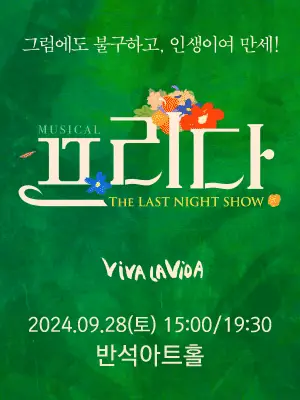 그럼에도 불구하고, 인생이여 만세!
MUSICAL
프리다
THE LAST NIGHT SHOW
VIVA LA VIDA
2024.09.28(토) 15:00/19:30
반석아트홀